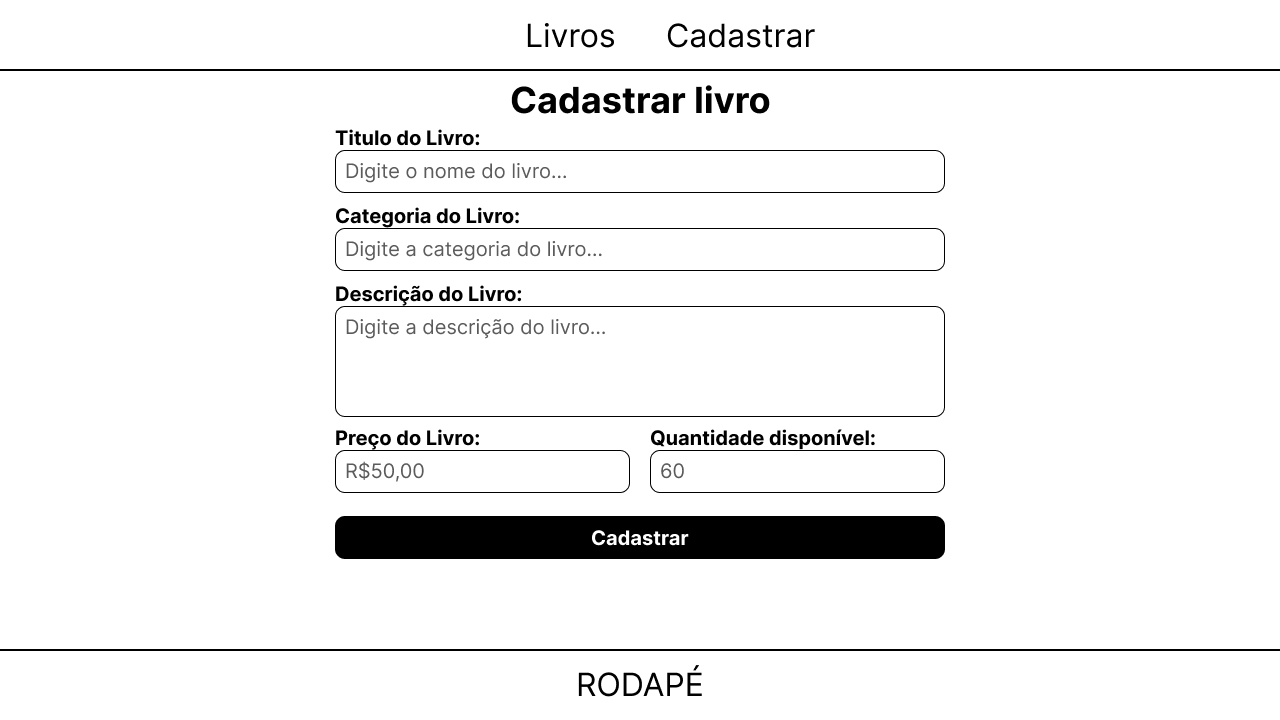 Livros Cadastrar
Cadastrar livro
Titulo do Livro:
Digite o nome do livro...
Categoria do Livro:
Digite a categoria do livro...
Descrição do Livro:
Digite a descrição do livro...
Preço do Livro: Quantidade disponível:
R$50,00 60
Cadastrar
RODAPÉ